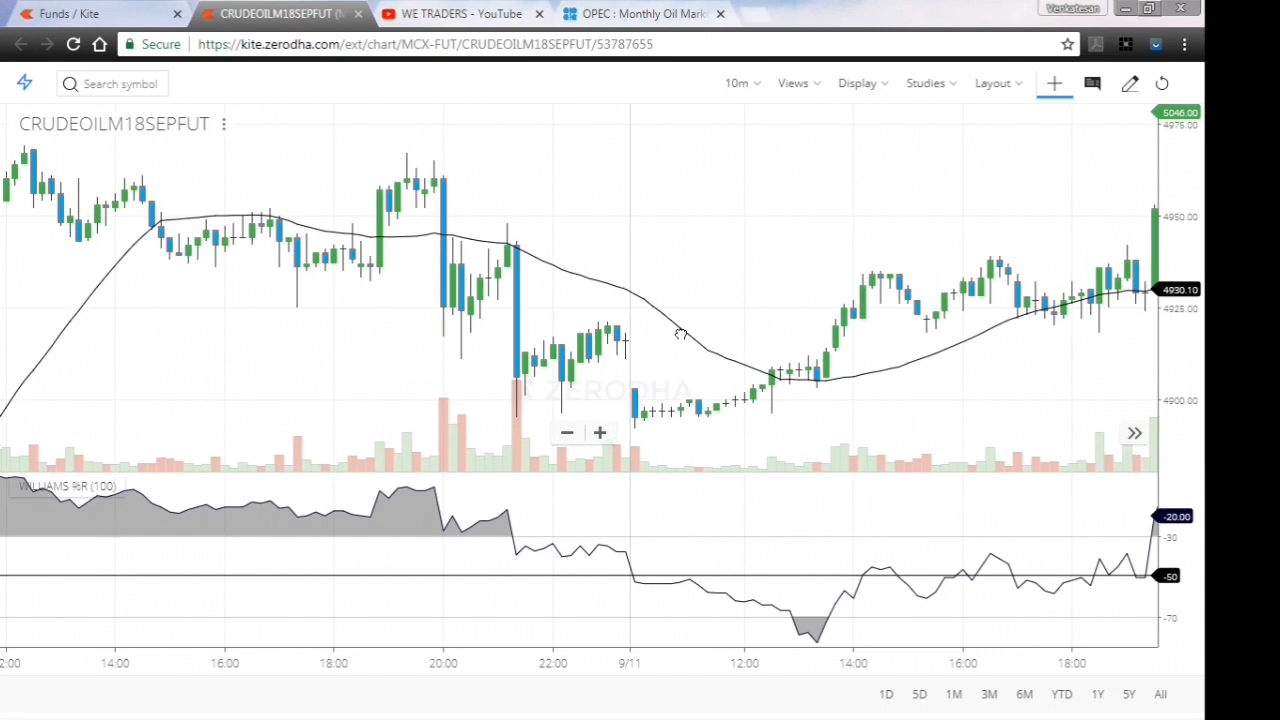 Funds / Kite
CRUDEOILM18SEPFUT (M
WE TRADERS - YouTube
OPEC : Monthly Oil Mark
Venkatesan
Secure
https://kite.zerodha.com/ext/chart/MCX-FUT/CRUDEOILM18SEPFUT/53787655
Search symbol
10m
Views
Display
Studies
Layout
CRUDEOILM18SEPFUT
5046.00
4975.00
4950.00
4930.10
4925.00
4900.00
ZERODHA
WILLIAMS %R (100)
-20.00
-30
-50
-70
2:00
14:00
16:00
18:00
20:00
22:00
9/11
12:00
14:00
16:00
18:00
1D
5D
1M
3M
6M
YTD
1Y
5Y
All